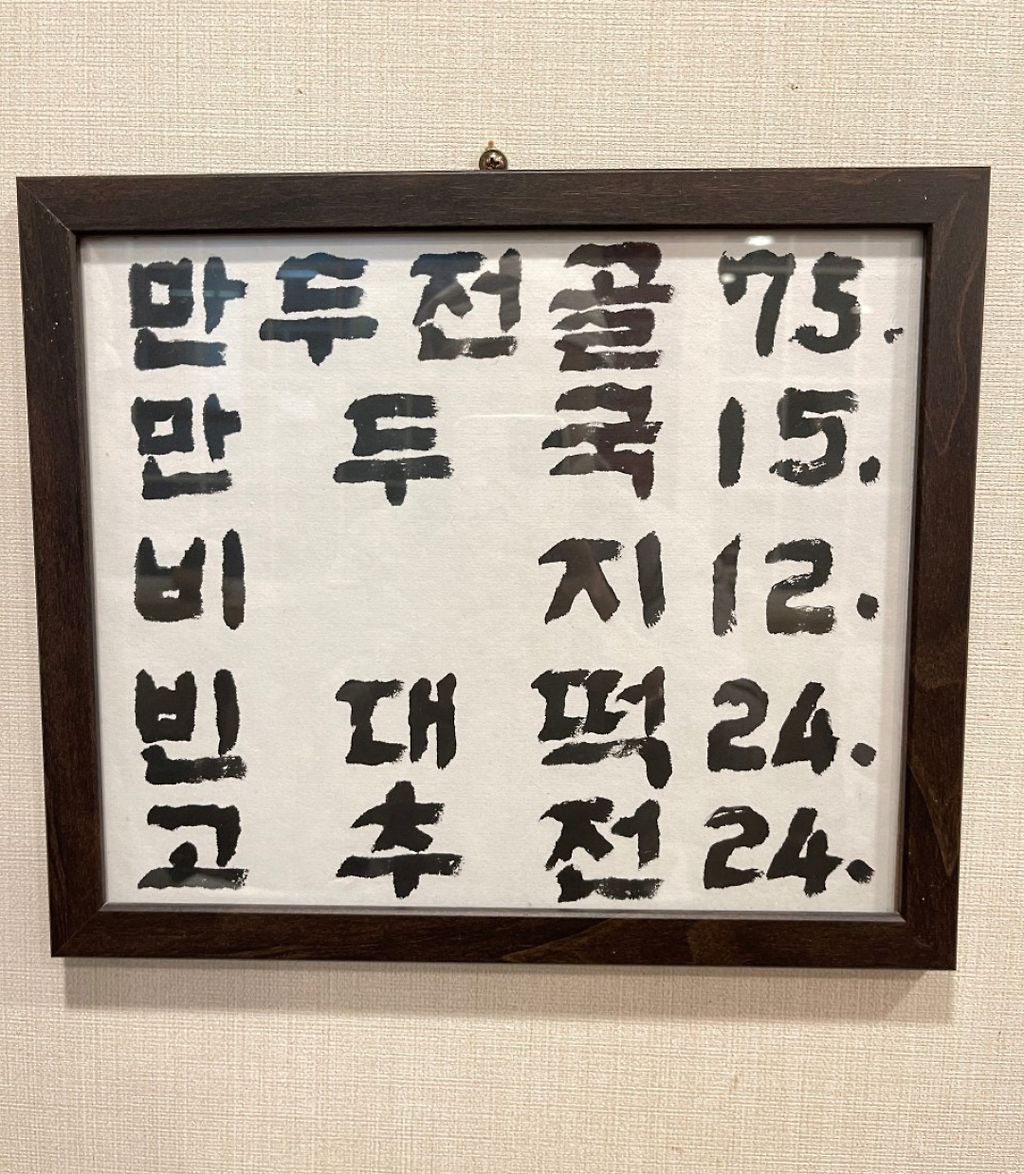 만두전골 75.
만두국 15.
비지 12.
빈대떡 24.
고추전 24.